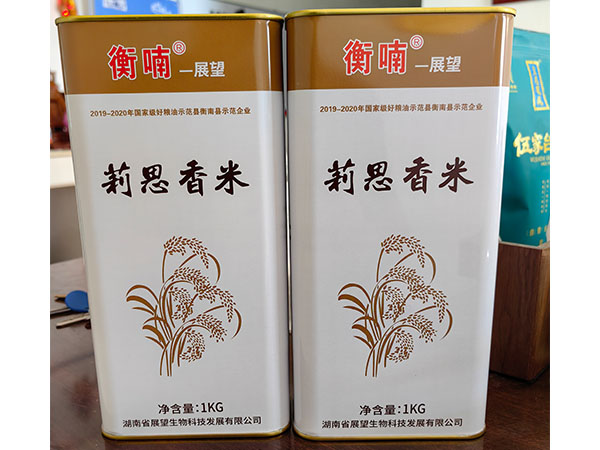 衡喃®
—展望
2019-2020年国家级好粮油示范县衡南县示范企业
莉思香米
净含量:1KG
湖南省展望生物科技发展有限公司
衡喃®
—展望
2019-2020年国家级好粮油示范县衡南县示范企业
莉思香米
净含量:1KG
湖南省展望生物科技发展有限公司
伍家台